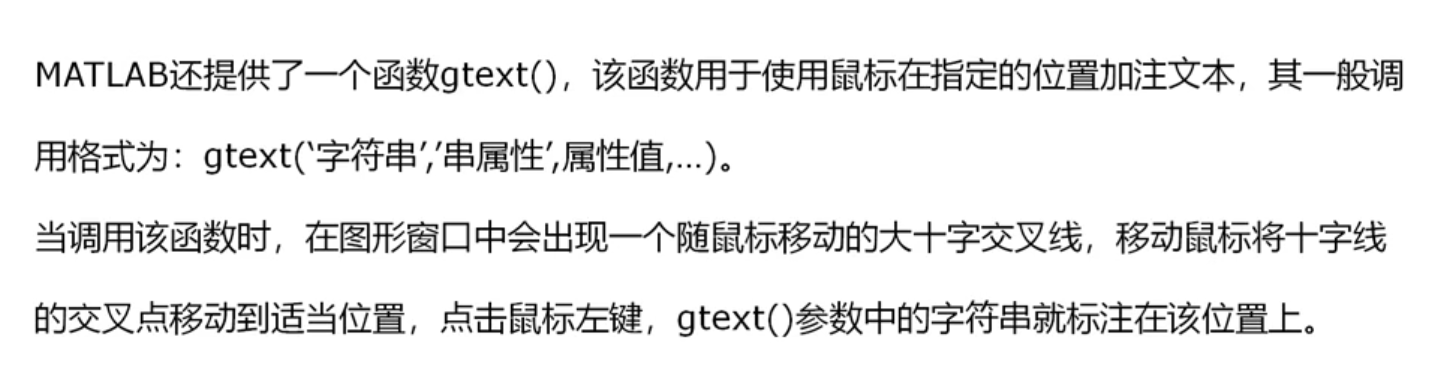 MATLAB还提供了一个函数gtext()，该函数用于使用鼠标在指定的位置加注文本，其一般调
用格式为：gtext(‘字符串’,’串属性’,属性值,...)。
当调用该函数时，在图形窗口中会出现一个随鼠标移动的大十字交叉线，移动鼠标将十字线
的交叉点移动到适当位置，点击鼠标左键，gtext()参数中的字符串就标注在该位置上。